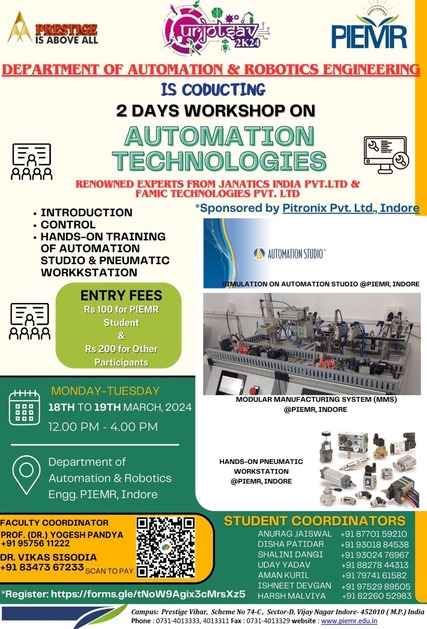 PRESTIGE
IS ABOVE ALL
urjotsav
2K24
PIEMR
DEPARTMENT OF AUTOMATION & ROBOTICS ENGINEERING
IS CODUCTING
2 DAYS WORKSHOP ON
AUTOMATION
TECHNOLOGIES
RENOWNED EXPERTS FROM JANATICS INDIA PVT.LTD &
FAMIC TECHNOLOGIES PVT. LTD
*Sponsored by Pitronix Pvt. Ltd., Indore
• INTRODUCTION
• CONTROL
• HANDS-ON TRAINING
OF AUTOMATION
STUDIO & PNEUMATIC
WORKKSTATION
AUTOMATION STUDIO™
SIMULATION ON AUTOMATION STUDIO @PIEMR, INDORE
ENTRY FEES
Rs 100 for PIEMR
Student
&
Rs 200 for Other
Participants
MODULAR MANUFACTURING SYSTEM (MMS)
@PIEMR, INDORE
MONDAY-TUESDAY
18TH TO 19TH MARCH, 2024
12.00 PM - 4.00 PM
HANDS-ON PNEUMATIC
WORKSTATION
@PIEMR, INDORE
Department of
Automation & Robotics
Engg. PIEMR, Indore
FACULTY COORDINATOR
PROF. (DR.) YOGESH PANDYA
+91 95756 11222
DR. VIKAS SISODIA
+91 83473 67233
SCAN TO PAY
*Register: https://forms.gle/tNoW9Agix3cMrsXz5
STUDENT COORDINATORS
ANURAG JAISWAL +91 87701 59210
DISHA PATIDAR +91 93018 84538
SHALINI DANGI +91 93024 76967
UDAY YADAV +91 88278 44313
AMAN KURIL +91 79741 61582
ISHNEET DEVGAN +91 97529 89505
HARSH MALVIYA +91 82260 52983
Campus: Prestige Vihar, Scheme No 74-C , Sector-D, Vijay Nagar Indore- 452010 ( M.P.) India
Phone : 0731-4013333, 4013311 Fax : 0731-4013329 website : www.piemr.edu.in